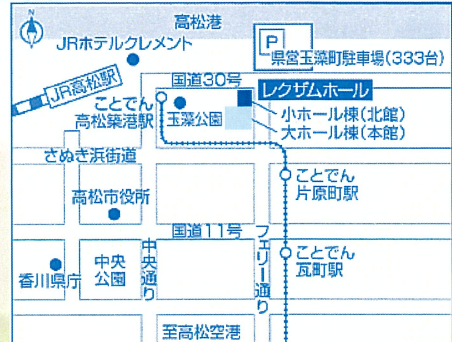 高松港
JRホテルクレメント
P
県営玉藻町駐車場(333台)
JR高松駅
国道30号
レクザムホール
ことでん
高松築港駅
玉藻公園
小ホール棟(北館)
大ホール棟(本館)
さぬき浜街道
ことでん
片原町駅
高松市役所
国道11号
中央通り
フェリー通り
ことでん
瓦町駅
香川県庁
中央
公園
至高松空港